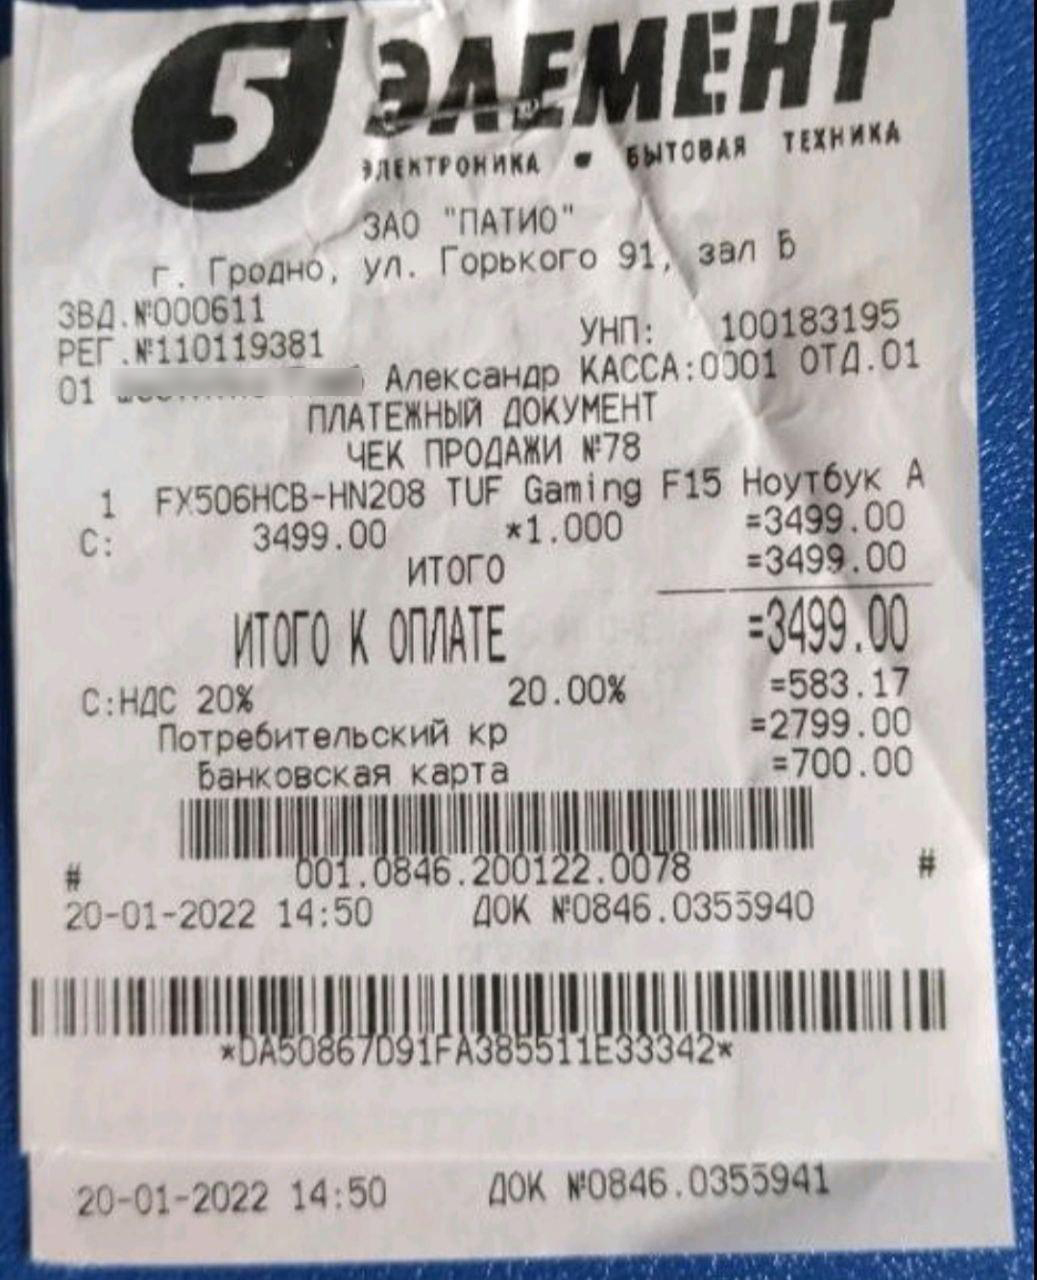 5 ЭЛЕМЕНТ
ЭЛЕКТРОНИКА • БЫТОВАЯ ТЕХНИКА
ЗАО "ПАТИО"
г. Гродно, ул. Горького 91, зал Б
ЗВД.№000611
УНП: 100183195
РЕГ.№110119381
01 Александр КАССА:0001 ОТД.01
ПЛАТЕЖНЫЙ ДОКУМЕНТ
ЧЕК ПРОДАЖИ №78
1 FX506HCB-HN208 TUF Gaming F15 Ноутбук A
С: 3499.00 *1.000 =3499.00
ИТОГО =3499.00
ИТОГО К ОПЛАТЕ =3499.00
С:НДС 20% 20.00% =583.17
Потребительский кр =2799.00
Банковская карта =700.00
# 001.0846.200122.0078 #
20-01-2022 14:50 ДОК №0846.0355940
*DA50867D91FA385511E33342*
20-01-2022 14:50 ДОК №0846.0355941